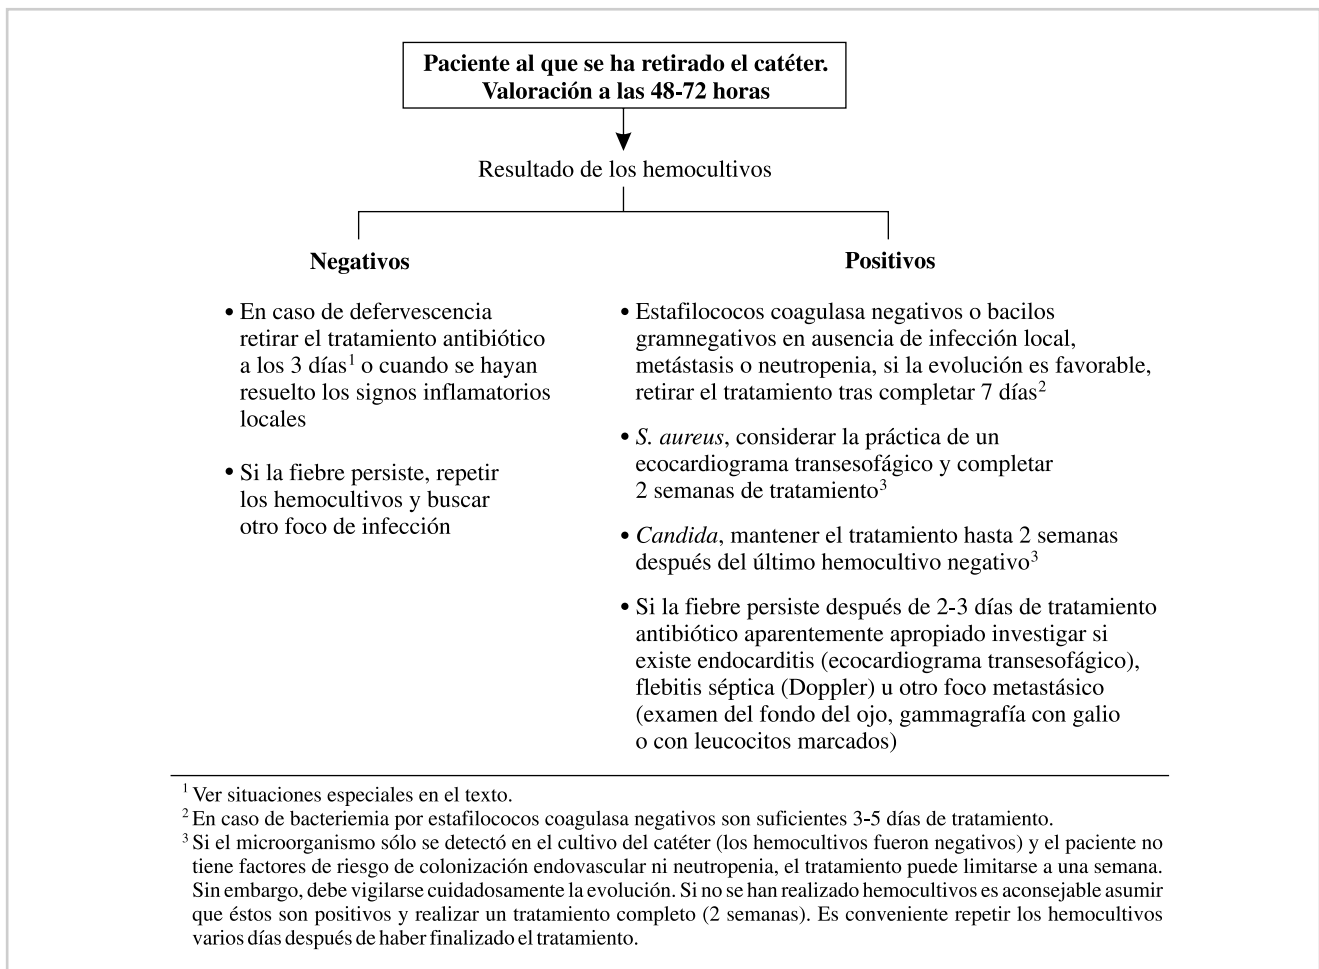 Paciente al que se ha retirado el catéter.
Valoración a las 48-72 horas
Resultado de los hemocultivos
Negativos
• En caso de defervescencia
retirar el tratamiento antibiótico
a los 3 días¹ o cuando se hayan
resuelto los signos inflamatorios
locales
• Si la fiebre persiste, repetir
los hemocultivos y buscar
otro foco de infección
Positivos
• Estafilococos coagulasa negativos o bacilos
gramnegativos en ausencia de infección local,
metástasis o neutropenia, si la evolución es favorable,
retirar el tratamiento tras completar 7 días²
• S. aureus, considerar la práctica de un
ecocardiograma transesofágico y completar
2 semanas de tratamiento³
• Candida, mantener el tratamiento hasta 2 semanas
después del último hemocultivo negativo³
• Si la fiebre persiste después de 2-3 días de tratamiento
antibiótico aparentemente apropiado investigar si
existe endocarditis (ecocardiograma transesofágico),
flebitis séptica (Doppler) u otro foco metastásico
(examen del fondo del ojo, gammagrafía con galio
o con leucocitos marcados)
¹ Ver situaciones especiales en el texto.
² En caso de bacteriemia por estafilococos coagulasa negativos son suficientes 3-5 días de tratamiento.
³ Si el microorganismo sólo se detectó en el cultivo del catéter (los hemocultivos fueron negativos) y el paciente no
tiene factores de riesgo de colonización endovascular ni neutropenia, el tratamiento puede limitarse a una semana.
Sin embargo, debe vigilarse cuidadosamente la evolución. Si no se han realizado hemocultivos es aconsejable asumir
que éstos son positivos y realizar un tratamiento completo (2 semanas). Es conveniente repetir los hemocultivos
varios días después de haber finalizado el tratamiento.